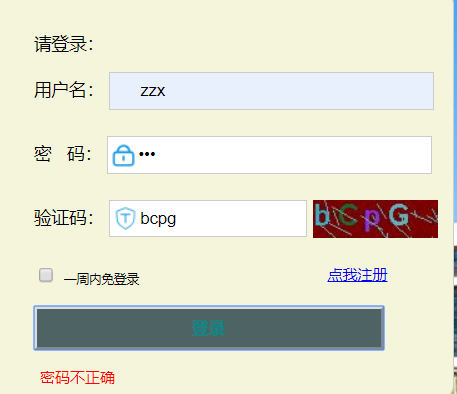 请登录:
用户名: zzx
密 码: •••
验证码: bcpg bCpG
一周内免登录 点我注册
登录
密码不正确